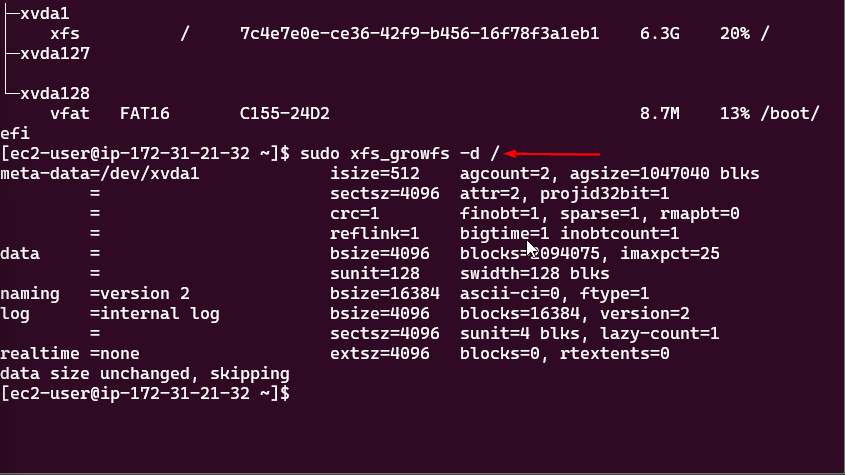 ├─xvda1
     xfs          /     7c4e7e0e-ce36-42f9-b456-16f78f3a1eb1    6.3G    20% /
├─xvda127
└─xvda128
     vfat   FAT16       C155-24D2                               8.7M    13% /boot/
efi
[ec2-user@ip-172-31-21-32 ~]$ sudo xfs_growfs -d /
meta-data=/dev/xvda1             isize=512    agcount=2, agsize=1047040 blks
         =                       sectsz=4096  attr=2, projid32bit=1
         =                       crc=1        finobt=1, sparse=1, rmapbt=0
         =                       reflink=1    bigtime=1 inobtcount=1
data     =                       bsize=4096   blocks=2094075, imaxpct=25
         =                       sunit=128    swidth=128 blks
naming   =version 2              bsize=16384  ascii-ci=0, ftype=1
log      =internal log           bsize=4096   blocks=16384, version=2
         =                       sectsz=4096  sunit=4 blks, lazy-count=1
realtime =none                   extsz=4096   blocks=0, rtextents=0
data size unchanged, skipping
[ec2-user@ip-172-31-21-32 ~]$